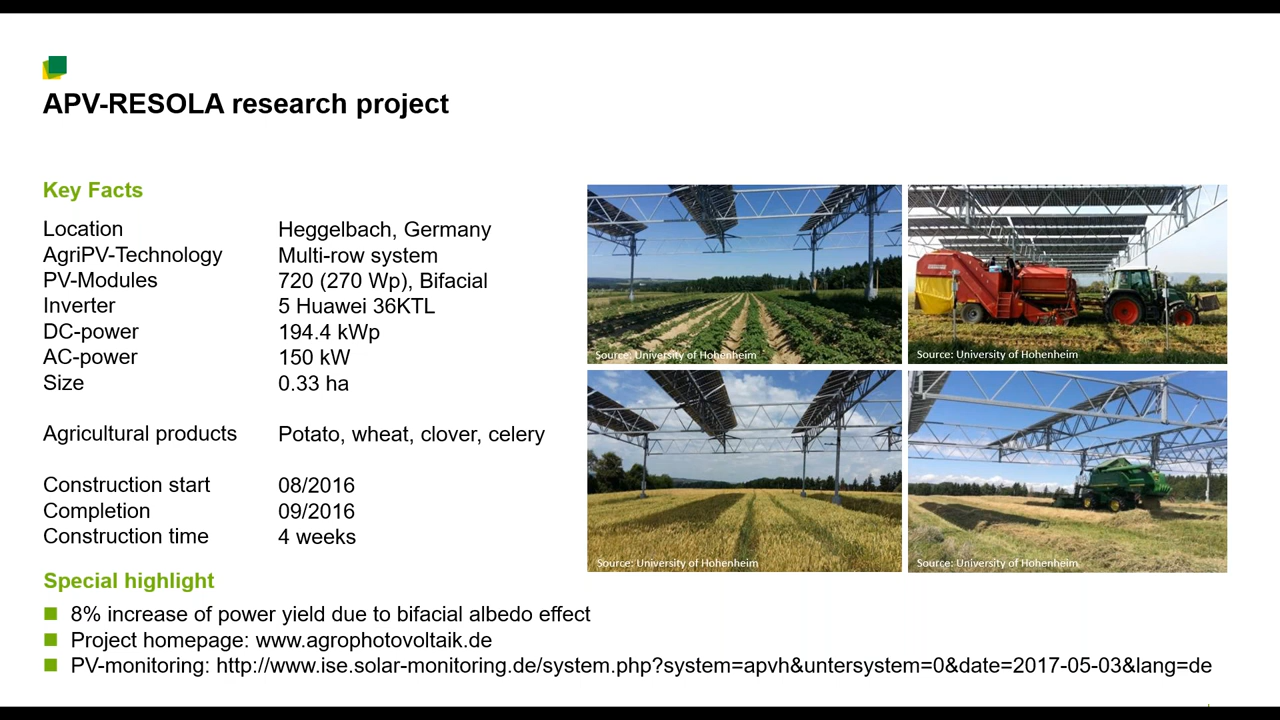 APV-RESOLA research project
Key Facts
Location Heggelbach, Germany
AgriPV-Technology Multi-row system
PV-Modules 720 (270 Wp), Bifacial
Inverter 5 Huawei 36KTL
DC-power 194.4 kWp
AC-power 150 kW
Size 0.33 ha
Agricultural products Potato, wheat, clover, celery
Construction start 08/2016
Completion 09/2016
Construction time 4 weeks
Special highlight
8% increase of power yield due to bifacial albedo effect
Project homepage: www.agrophotovoltaik.de
PV-monitoring: http://www.ise.solar-monitoring.de/system.php?system=apvh&untersystem=0&date=2017-05-03&lang=de
Source: University of Hohenheim
Source: University of Hohenheim
Source: University of Hohenheim
Source: University of Hohenheim